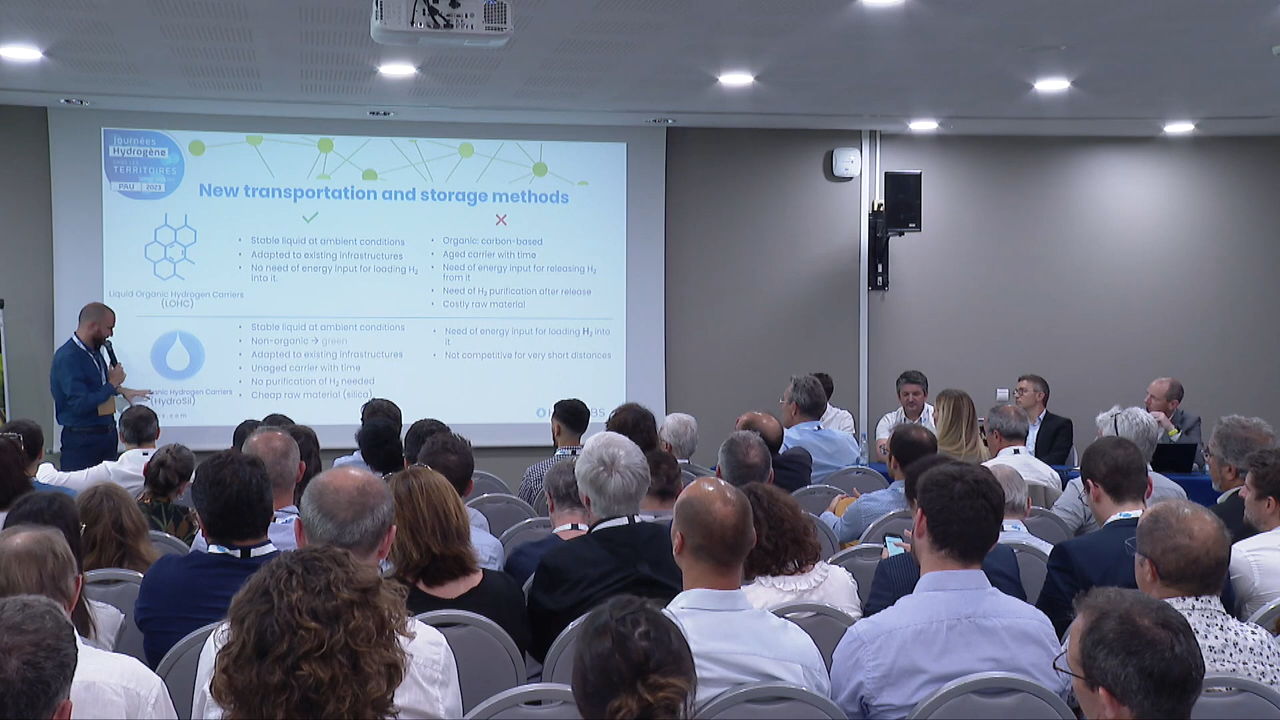 Journées
Hydrogène
DANS LES
TERRITOIRES
PAU 2023
New transportation and storage methods
• Stable liquid at ambient conditions
• Adapted to existing infrastructures
• No need of energy input for loading H₂
into it.
• Organic: carbon-based
• Aged carrier with time
• Need of energy input for releasing H₂
from it
• Need of H₂ purification after release
• Costly raw material
Liquid Organic Hydrogen Carriers
(LOHC)
• Stable liquid at ambient conditions
• Non-organic → green
• Adapted to existing infrastructures
• Unaged carrier with time
• No purification of H₂ needed
• Cheap raw material (silica)
• Need of energy input for loading H₂ into
it
• Not competitive for very short distances
Hydrogen Carriers
(HydroSil)